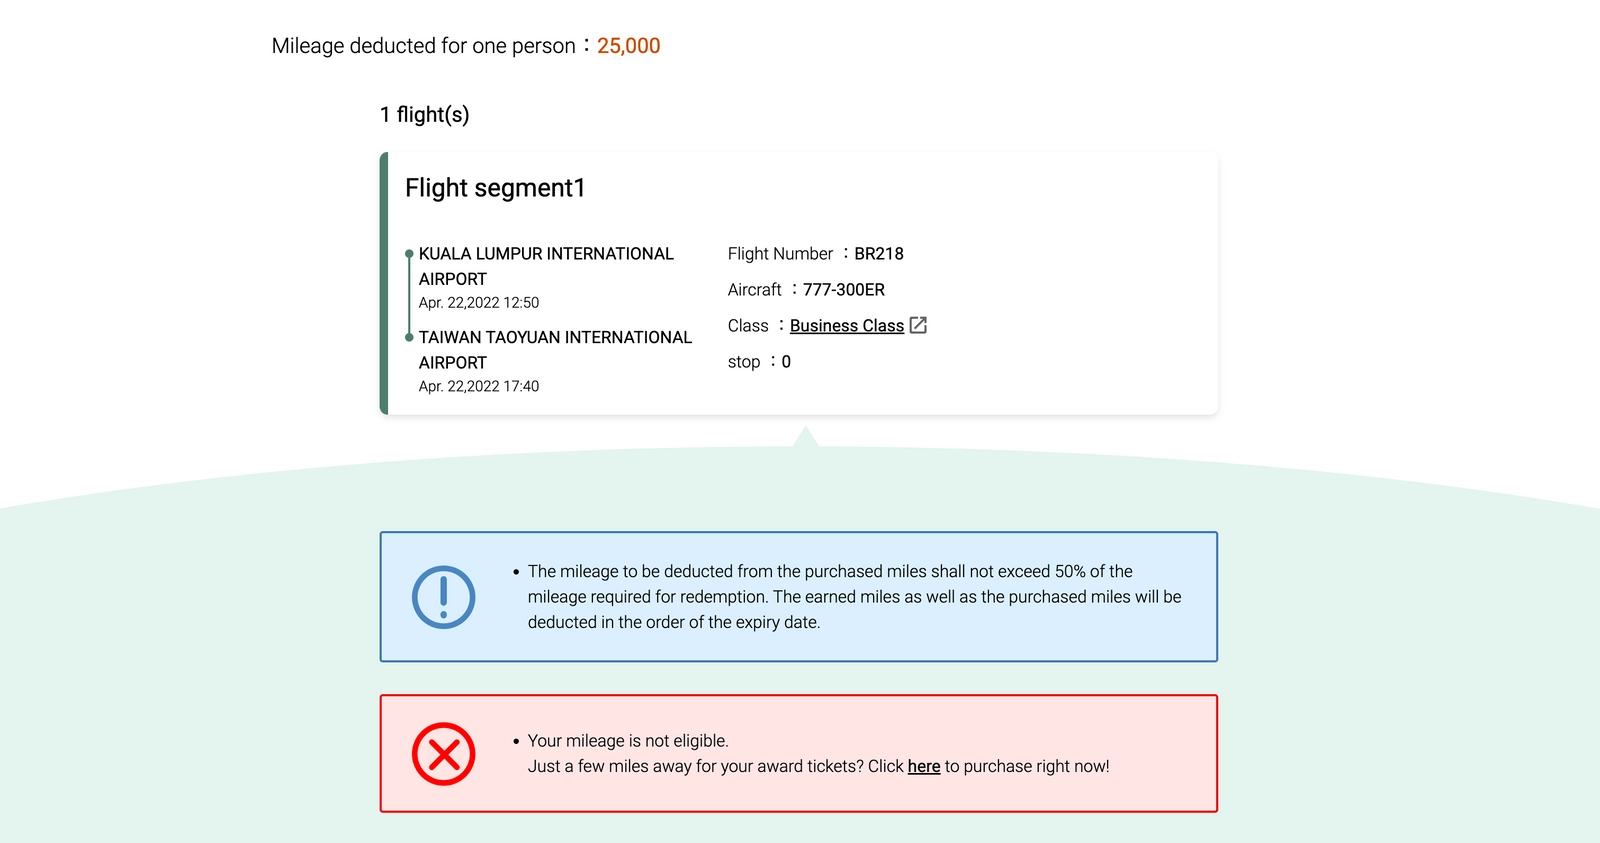 Mileage deducted for one person：25,000
1 flight(s)
Flight segment1
KUALA LUMPUR INTERNATIONAL
AIRPORT
Apr. 22,2022 12:50
TAIWAN TAOYUAN INTERNATIONAL
AIRPORT
Apr. 22,2022 17:40
Flight Number ：BR218
Aircraft ：777-300ER
Class ：Business Class
stop ：0
• The mileage to be deducted from the purchased miles shall not exceed 50% of the
mileage required for redemption. The earned miles as well as the purchased miles will be
deducted in the order of the expiry date.
• Your mileage is not eligible.
Just a few miles away for your award tickets? Click here to purchase right now!